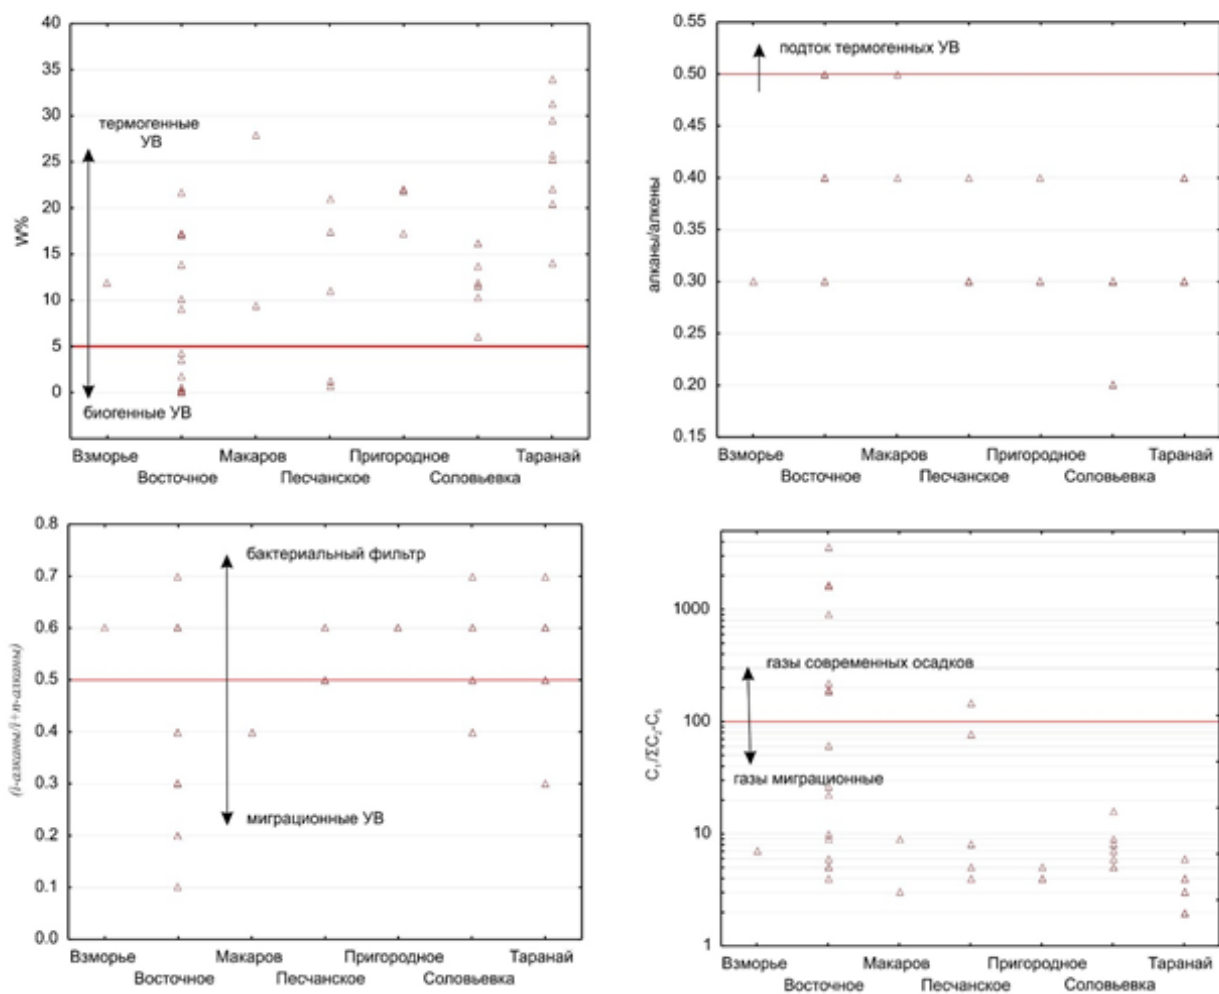 40
35
30
25
20
15
10
5
0
W%
термогенные
УВ
биогенные УВ
Взморье
Макаров
Пригородное
Таранай
Восточное
Песчанское
Соловьевка
0.55
0.50
0.45
0.40
0.35
0.30
0.25
0.20
0.15
алканы/алкены
подток термогенных УВ
Взморье
Макаров
Пригородное
Таранай
Восточное
Песчанское
Соловьевка
0.8
0.7
0.6
0.5
0.4
0.3
0.2
0.1
0.0
(i-алканы/i+n-алканы)
бактериальный фильтр
миграционные УВ
Взморье
Макаров
Пригородное
Таранай
Восточное
Песчанское
Соловьевка
1000
100
10
1
C₁/ΣC₂-C₅
газы современных осадков
газы миграционные
Взморье
Макаров
Пригородное
Таранай
Восточное
Песчанское
Соловьевка